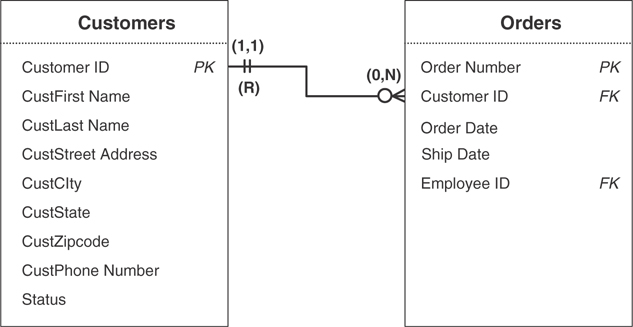 Customers
Customer ID PK
CustFirst Name
CustLast Name
CustStreet Address
CustCIty
CustState
CustZipcode
CustPhone Number
Status
(1,1)
(R)
(0,N)
Orders
Order Number PK
Customer ID FK
Order Date
Ship Date
Employee ID FK